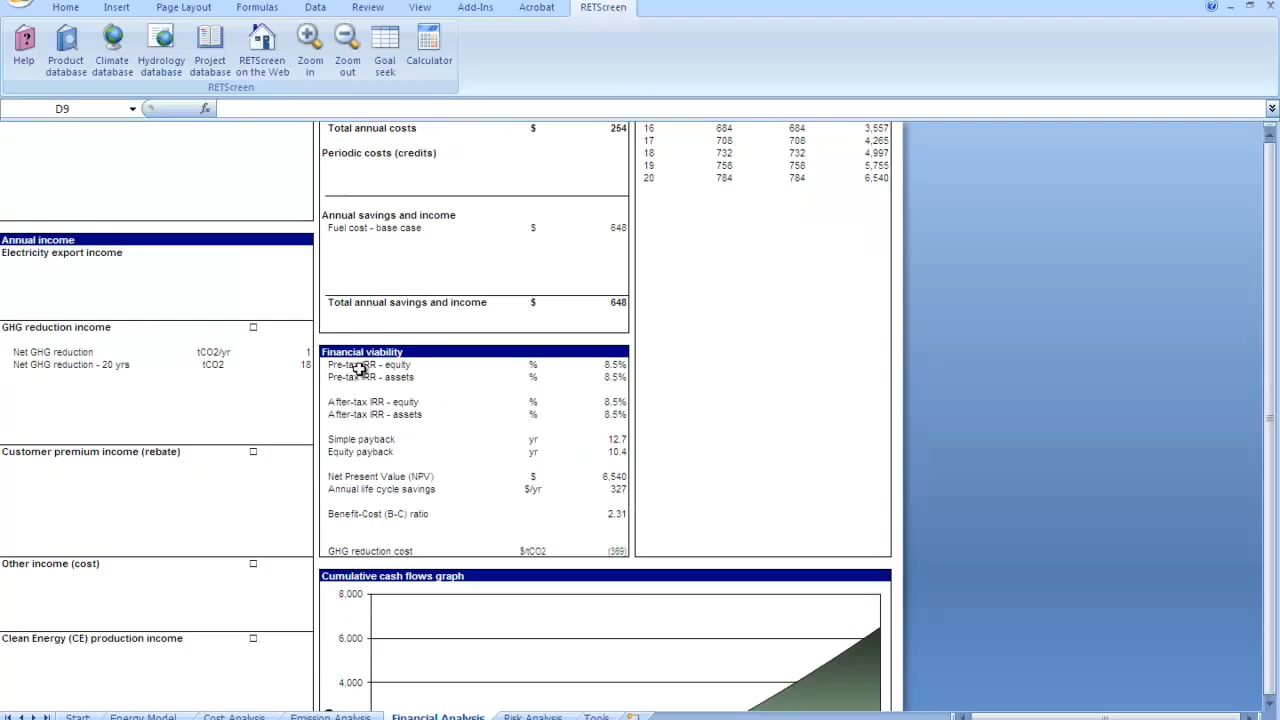 Home Insert Page Layout Formulas Data Review View Add-Ins Acrobat RETScreen
Help Product database Climate database Hydrology database Project database RETScreen on the Web Zoom in Zoom out Goal seek Calculator
RETScreen
D9 fx
Total annual costs $ 254
Periodic costs (credits)
Annual savings and income
Fuel cost - base case $ 648
Total annual savings and income $ 648
16 684 684 3,557
17 708 708 4,265
18 732 732 4,997
19 758 758 5,755
20 784 784 6,540
Annual income
Electricity export income
GHG reduction income
Net GHG reduction tCO2/yr 1
Net GHG reduction - 20 yrs tCO2 18
Customer premium income (rebate)
Other income (cost)
Clean Energy (CE) production income
Financial viability
Pre-tax IRR - equity % 8.5%
Pre-tax IRR - assets % 8.5%
After-tax IRR - equity % 8.5%
After-tax IRR - assets % 8.5%
Simple payback yr 12.7
Equity payback yr 10.4
Net Present Value (NPV) $ 6,540
Annual life cycle savings $/yr 327
Benefit-Cost (B-C) ratio 2.31
GHG reduction cost $/tCO2 (369)
Cumulative cash flows graph
8,000
6,000
4,000
Start Energy Model Cost Analysis Emission Analysis Financial Analysis Risk Analysis Tools